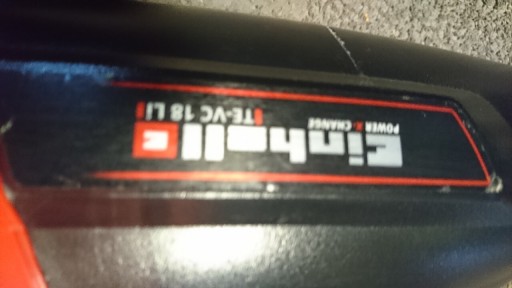 POWER X-CHANGE
Einhell
TE-VC 18 Li